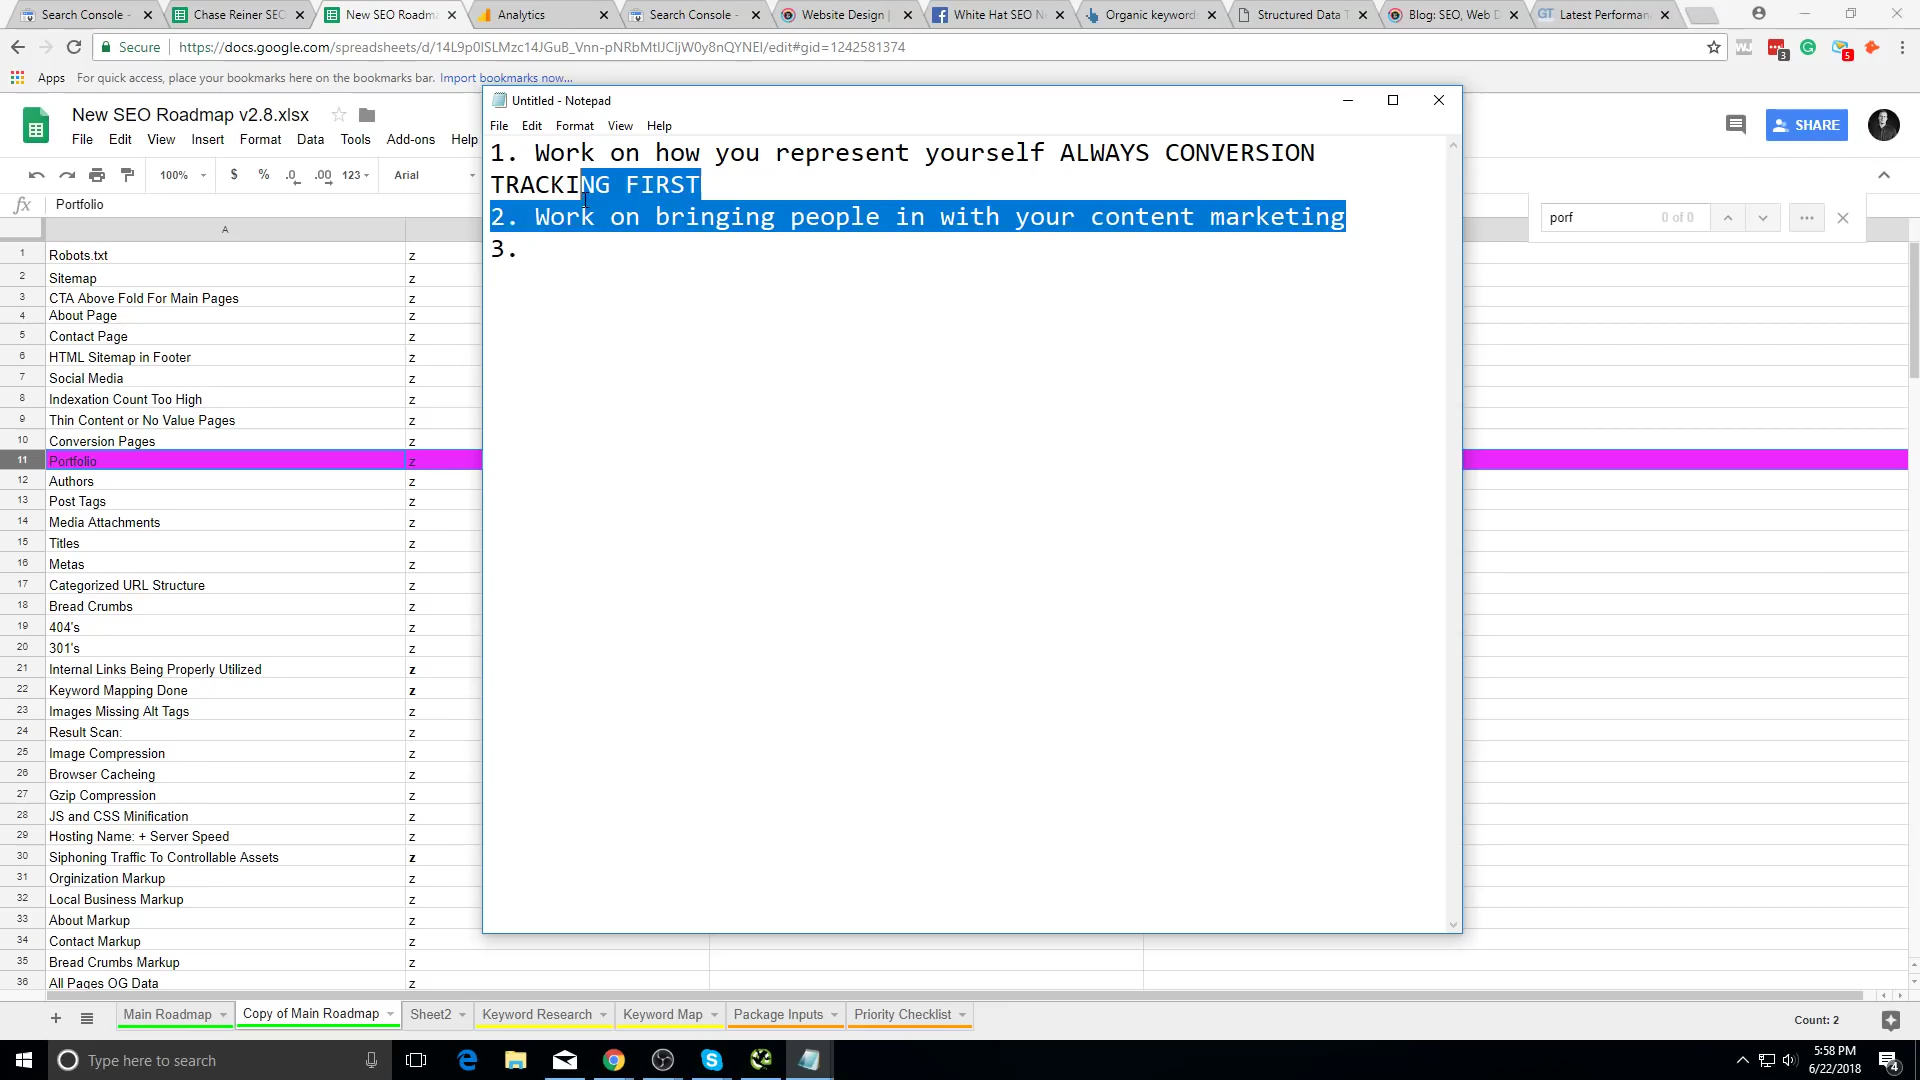 Search Console -
Chase Reiner SEO
New SEO Roadma
Analytics
Search Console -
Website Design |
White Hat SEO N
Organic keyword
Structured Data T
Blog: SEO, Web D
GT Latest Performan
Secure https://docs.google.com/spreadsheets/d/14L9p0ISLMzc14JGuB_Vnn-pNRbMtlJCljW0y8nQYNEI/edit#gid=1242581374
WJ 3 5
Apps For quick access, place your bookmarks here on the bookmarks bar. Import bookmarks now...
New SEO Roadmap v2.8.xlsx
File Edit View Insert Format Data Tools Add-ons Help
SHARE
100% $ % .0 .00 123 Arial
fx Portfolio
porf 0 of 0
Untitled - Notepad
File Edit Format View Help
1. Work on how you represent yourself ALWAYS CONVERSION
TRACKING FIRST
2. Work on bringing people in with your content marketing
3.
A
1 Robots.txt z
2 Sitemap z
3 CTA Above Fold For Main Pages z
4 About Page z
5 Contact Page z
6 HTML Sitemap in Footer z
7 Social Media z
8 Indexation Count Too High z
9 Thin Content or No Value Pages z
10 Conversion Pages z
11 Portfolio z
12 Authors z
13 Post Tags z
14 Media Attachments z
15 Titles z
16 Metas z
17 Categorized URL Structure z
18 Bread Crumbs z
19 404's z
20 301's z
21 Internal Links Being Properly Utilized z
22 Keyword Mapping Done z
23 Images Missing Alt Tags z
24 Result Scan: z
25 Image Compression z
26 Browser Cacheing z
27 Gzip Compression z
28 JS and CSS Minification z
29 Hosting Name: + Server Speed z
30 Siphoning Traffic To Controllable Assets z
31 Orginization Markup z
32 Local Business Markup z
33 About Markup z
34 Contact Markup z
35 Bread Crumbs Markup z
36 All Pages OG Data z
Main Roadmap Copy of Main Roadmap Sheet2 Keyword Research Keyword Map Package Inputs Priority Checklist
Count: 2
Type here to search
5:58 PM
6/22/2018
4